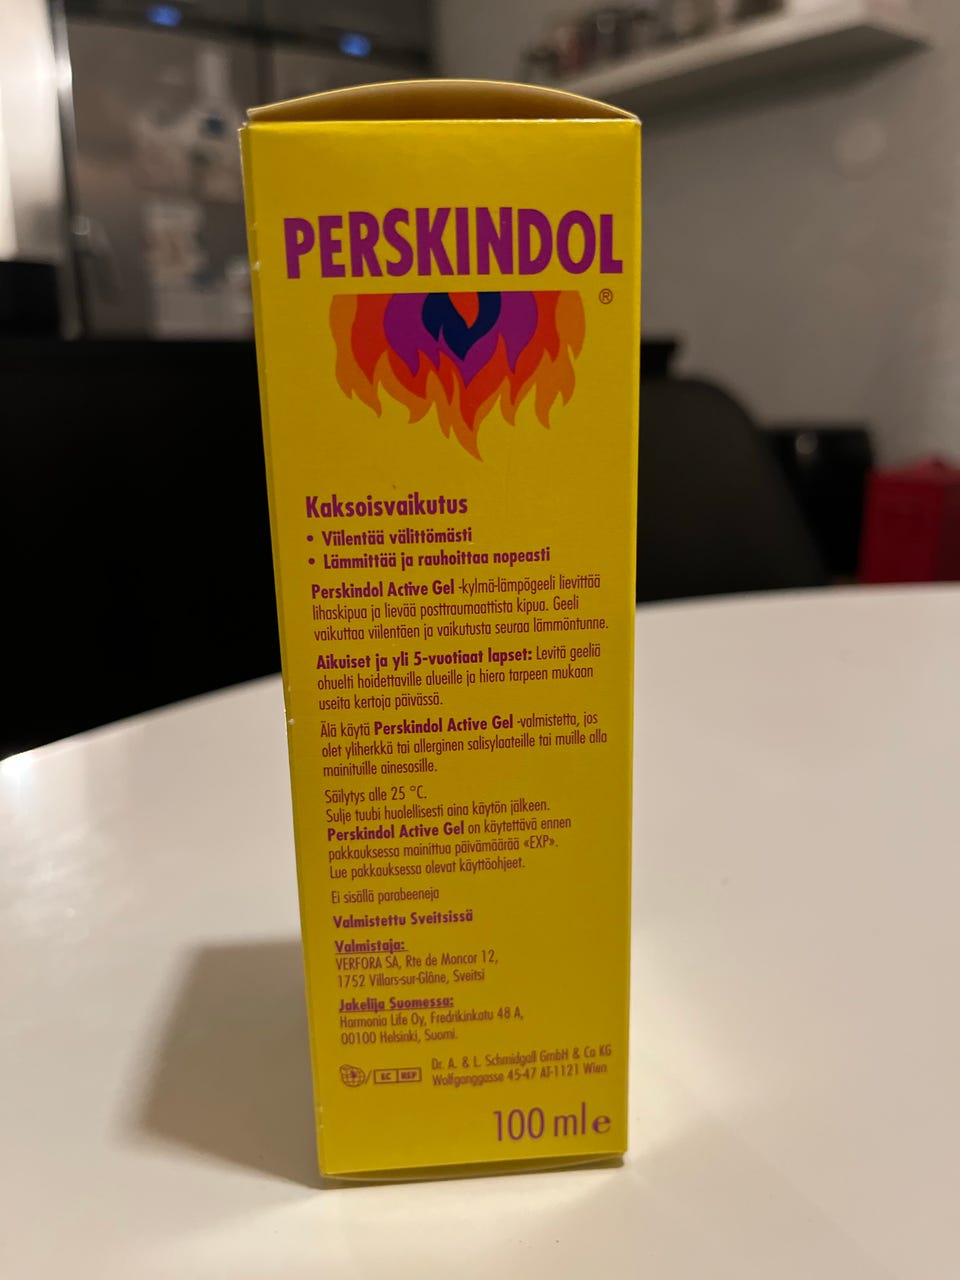 PERSKINDOL
®
Kaksoisvaikutus
• Viilentää välittömästi
• Lämmittää ja rauhoittaa nopeasti
Perskindol Active Gel -kylmä-lämpögeeli lievittää
lihaskipua ja lievää posttraumaattista kipua. Geeli
vaikuttaa viilentäen ja vaikutusta seuraa lämmöntunne.
Aikuiset ja yli 5-vuotiaat lapset: Levitä geeliä
ohuelti hoidettaville alueille ja hiero tarpeen mukaan
useita kertoja päivässä.
Älä käytä Perskindol Active Gel -valmistetta, jos
olet yliherkkä tai allerginen salisylaateille tai muille alla
mainituille ainesosille.
Säilytys alle 25 °C.
Sulje tuubi huolellisesti aina käytön jälkeen.
Perskindol Active Gel on käytettävä ennen
pakkauksessa mainittua päivämäärää «EXP».
Lue pakkauksessa olevat käyttöohjeet.
Ei sisällä parabeeneja
Valmistettu Sveitsissä
Valmistaja:
VERFORA SA, Rte de Moncor 12,
1752 Villars-sur-Glâne, Sveitsi
Jakelija Suomessa:
Harmonia Life Oy, Fredrikinkatu 48 A,
00100 Helsinki, Suomi.
/ EC REP Dr. A. & L. Schmidgall GmbH & Co KG
Wolfganggasse 45-47 AT-1121 Wien
100 ml e